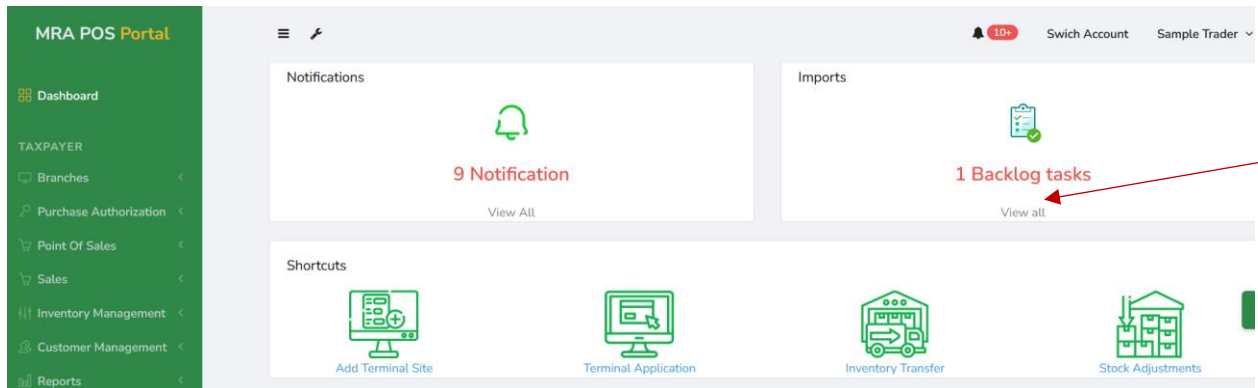 MRA POS Portal
10+
Swich Account
Sample Trader
Dashboard
TAXPAYER
Branches
Purchase Authorization
Point Of Sales
Sales
Inventory Management
Customer Management
Reports
Notifications
9 Notification
View All
Imports
1 Backlog tasks
View all
Shortcuts
Add Terminal Site
Terminal Application
Inventory Transfer
Stock Adjustments